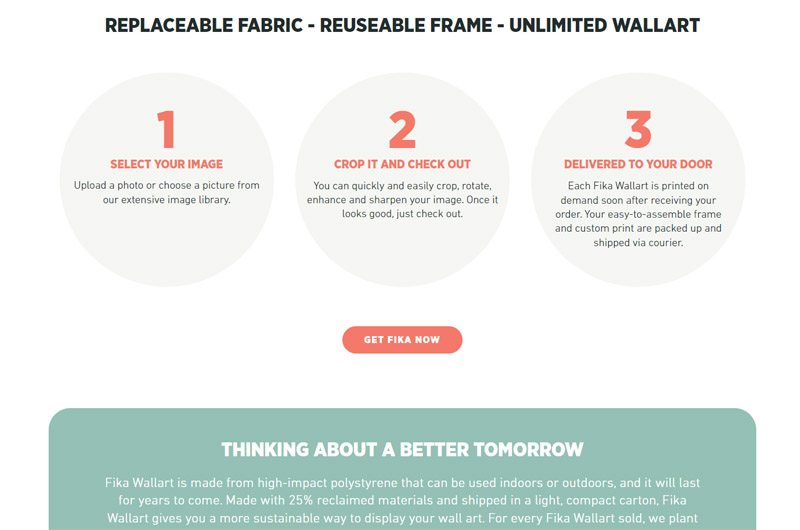 REPLACEABLE FABRIC - REUSEABLE FRAME - UNLIMITED WALLART
1
SELECT YOUR IMAGE
Upload a photo or choose a picture from
our extensive image library.
2
CROP IT AND CHECK OUT
You can quickly and easily crop, rotate,
enhance and sharpen your image. Once it
looks good, just check out.
3
DELIVERED TO YOUR DOOR
Each Fika Wallart is printed on
demand soon after receiving your
order. Your easy-to-assemble frame
and custom print are packed up and
shipped via courier.
GET FIKA NOW
THINKING ABOUT A BETTER TOMORROW
Fika Wallart is made from high-impact polystyrene that can be used indoors or outdoors, and it will last
for years to come. Made with 25% reclaimed materials and shipped in a light, compact carton, Fika
Wallart gives you a more sustainable way to display your wall art. For every Fika Wallart sold, we plant